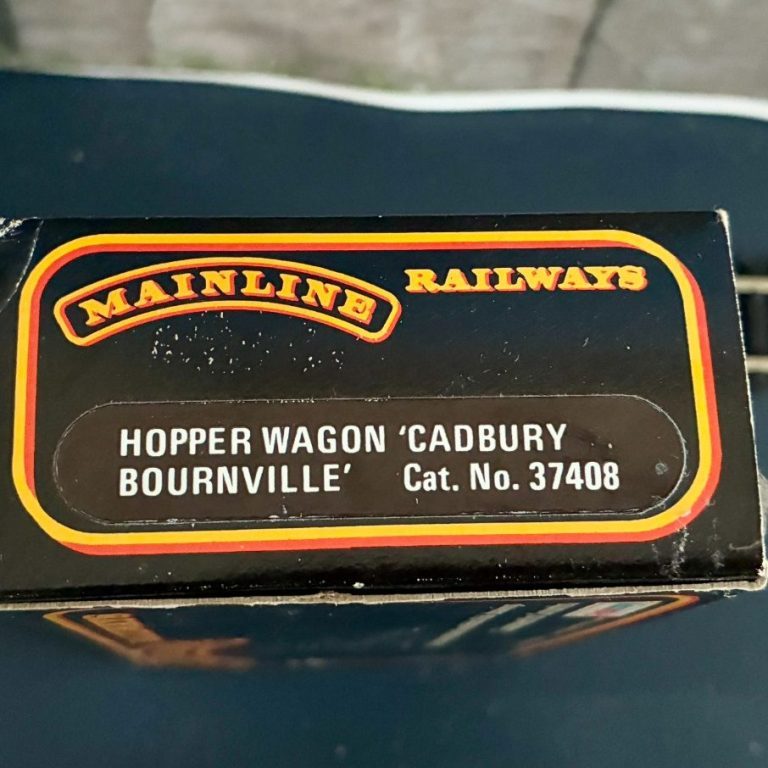 MAINLINE RAILWAYS
HOPPER WAGON ‘CADBURY
BOURNVILLE’ Cat. No. 37408